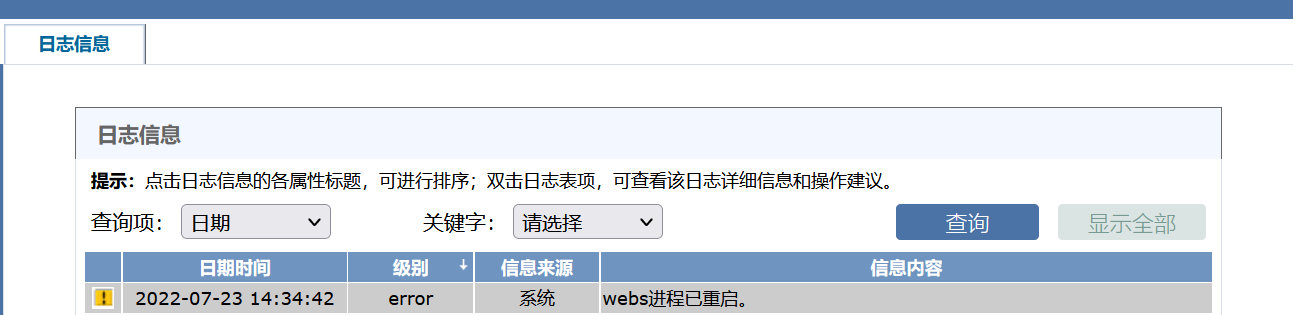 日志信息
日志信息
提示：点击日志信息的各属性标题，可进行排序；双击日志表项，可查看该日志详细信息和操作建议。
查询项： 日期 关键字： 请选择 查询 显示全部
日期时间 级别 信息来源 信息内容
2022-07-23 14:34:42 error 系统 webs进程已重启。